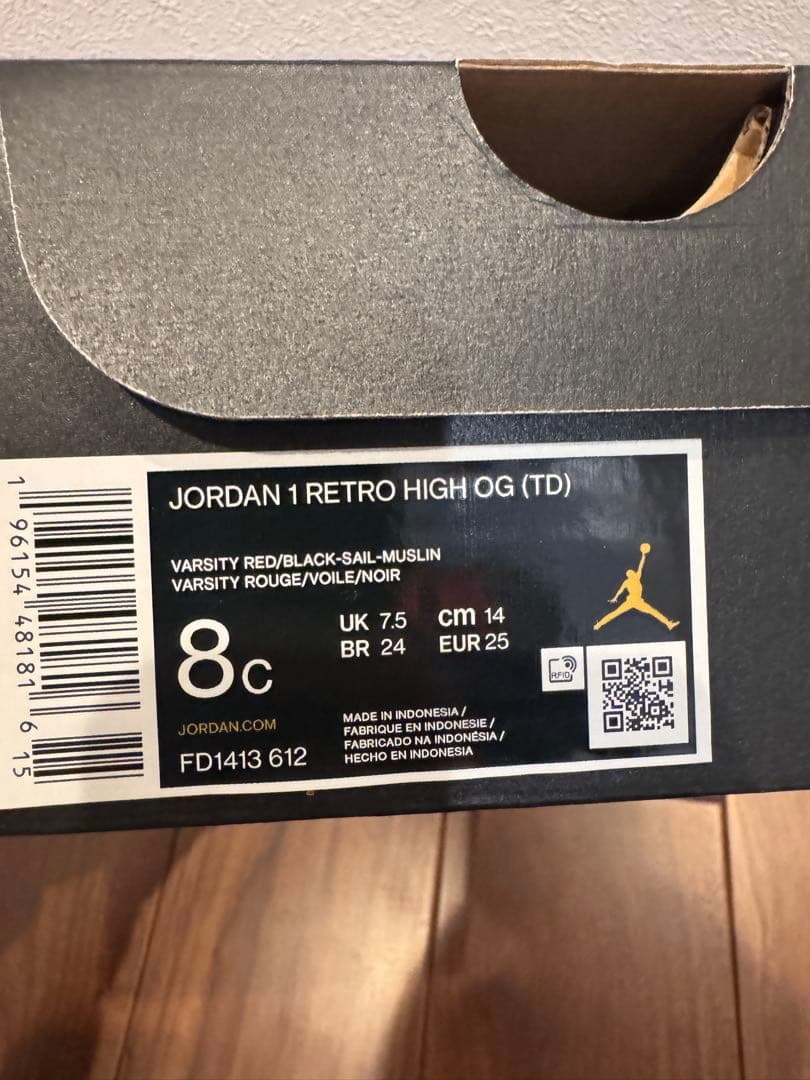 JORDAN 1 RETRO HIGH OG (TD)
VARSITY RED/BLACK-SAIL-MUSLIN
VARSITY ROUGE/VOILE/NOIR
8C
UK 7.5 cm 14
BR 24 EUR 25
RFID
JORDAN.COM
FD1413 612
MADE IN INDONESIA /
FABRIQUE EN INDONESIE /
FABRICADO NA INDONÉSIA /
HECHO EN INDONESIA
1 96154 48181 6 15